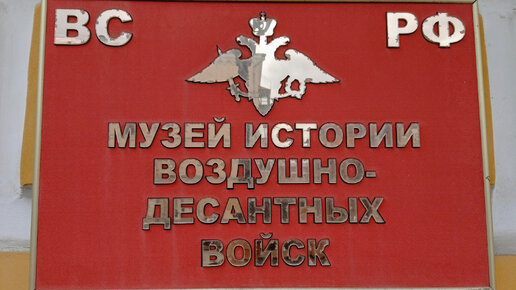 ВС РФ
МУЗЕЙ ИСТОРИИ
ВОЗДУШНО-
ДЕСАНТНЫХ
ВОЙСК